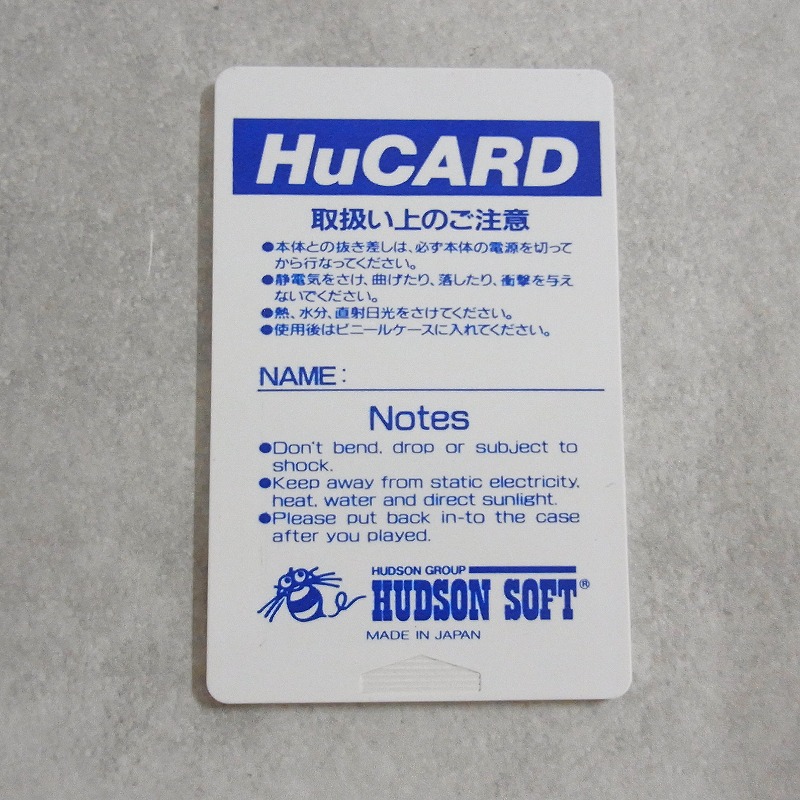 HuCARD
取扱い上のご注意
●本体との抜き差しは、必ず本体の電源を切って
から行なってください。
●静電気をさけ、曲げたり、落したり、衝撃を与え
ないでください。
●熱、水分、直射日光をさけてください。
●使用後はビニールケースに入れてください。
NAME:
Notes
●Don't bend, drop or subject to
shock.
●Keep away from static electricity,
heat, water and direct sunlight.
●Please put back in-to the case
after you played.
HUDSON GROUP
HUDSON SOFT®
MADE IN JAPAN